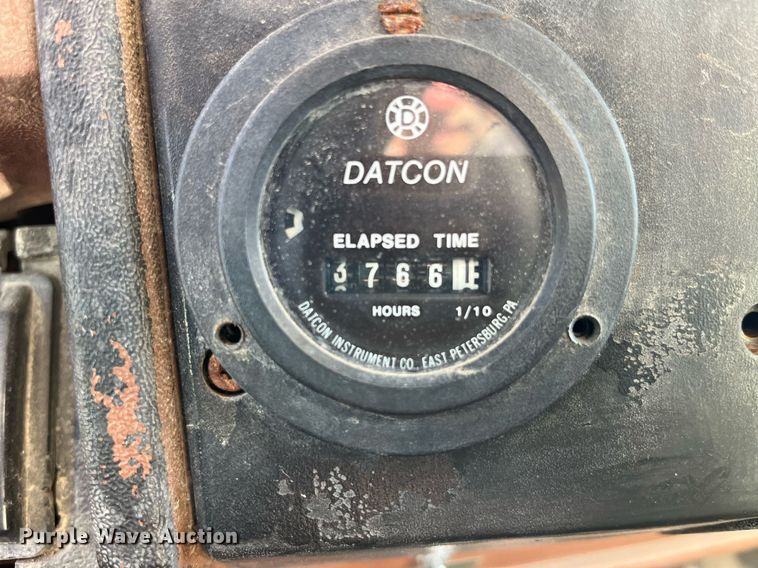 D
DATCON
ELAPSED TIME
3766
HOURS 1/10
DATCON INSTRUMENT CO., EAST PETERSBURG, PA.
Purple Wave Auction